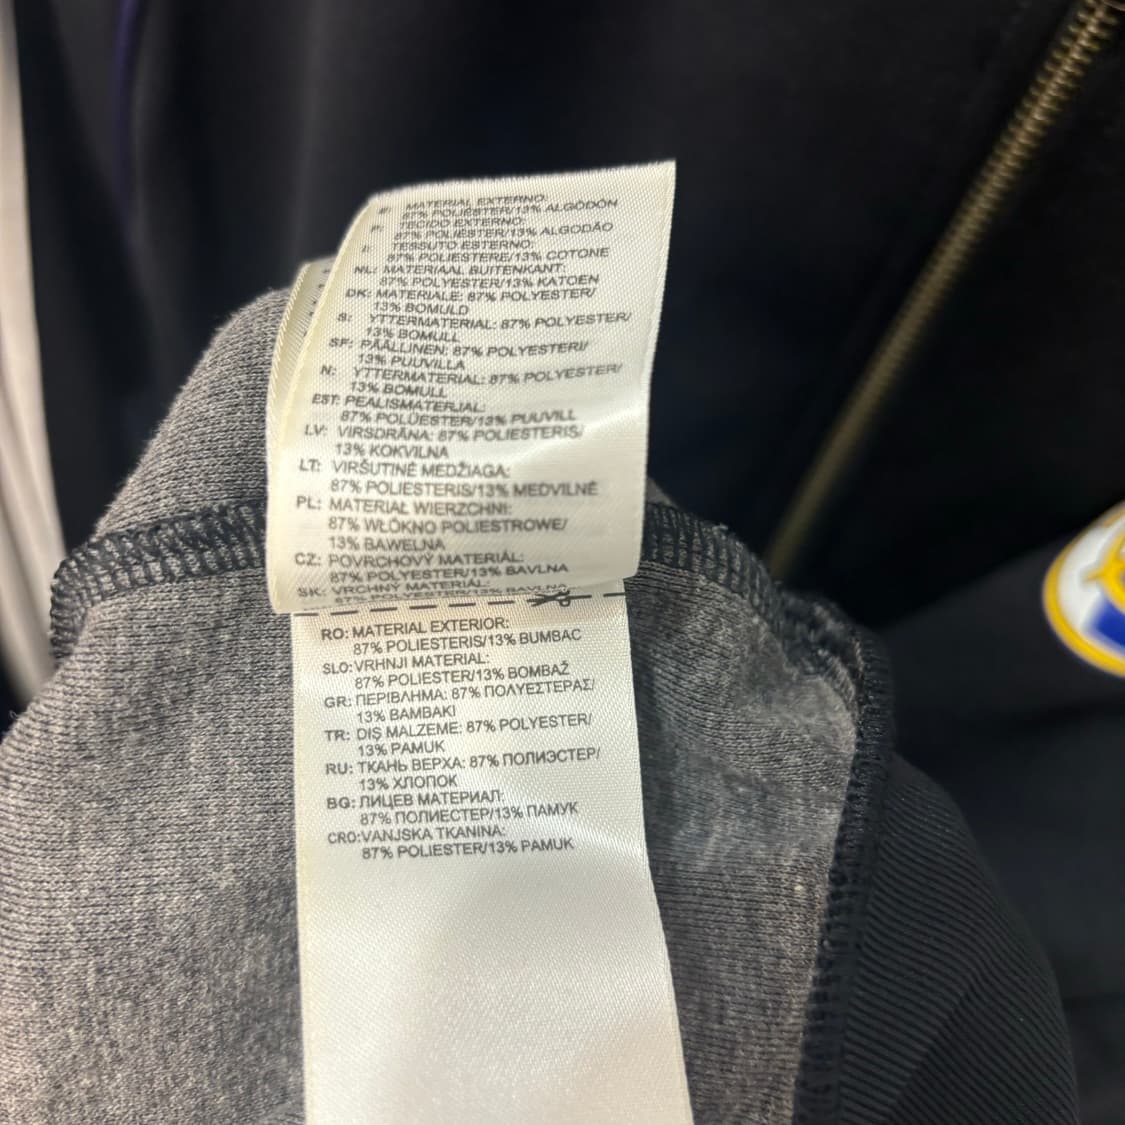 E: MATERIAL EXTERNO:
87% POLIÉSTER/13% ALGODÓN
P: TECIDO EXTERNO:
87% POLIÉSTER/13% ALGODÃO
I: TESSUTO ESTERNO:
87% POLIESTERE/13% COTONE
NL: MATERIAAL BUITENKANT:
87% POLYESTER/13% KATOEN
DK: MATERIALE: 87% POLYESTER/
13% BOMULD
S: YTTERMATERIAL: 87% POLYESTER/
13% BOMULL
SF: PÄÄLLINEN: 87% POLYESTERI/
13% PUUVILLA
N: YTTERMATERIAL: 87% POLYESTER/
13% BOMULL
EST: PEALISMATERJAL:
87% POLÜESTER/13% PUUVILL
LV: VIRSDRĀNA: 87% POLIESTERIS/
13% KOKVILNA
LT: VIRŠUTINĖ MEDŽIAGA:
87% POLIESTERIS/13% MEDVILNĖ
PL: MATERIAŁ WIERZCHNI:
87% WŁÓKNO POLIESTROWE/
13% BAWEŁNA
CZ: POVRCHOVÝ MATERIÁL:
87% POLYESTER/13% BAVLNA
SK: VRCHNÝ MATERIÁL:
87% POLYESTER/13% BAVLNA
RO: MATERIAL EXTERIOR:
87% POLIESTERIS/13% BUMBAC
SLO: VRHNJI MATERIAL:
87% POLIESTER/13% BOMBAŽ
GR: ΠΕΡΙΒΛΗΜΑ: 87% ΠΟΛΥΕΣΤΕΡΑΣ/
13% ΒΑΜΒΑΚΙ
TR: DIŞ MALZEME: 87% POLYESTER/
13% PAMUK
RU: ТКАНЬ ВЕРХА: 87% ПОЛИЭСТЕР/
13% ХЛОПОК
BG: ЛИЦЕВ МАТЕРИАЛ:
87% ПОЛИЕСТЕР/13% ПАМУК
CRO: VANJSKA TKANINA:
87% POLIESTER/13% PAMUK